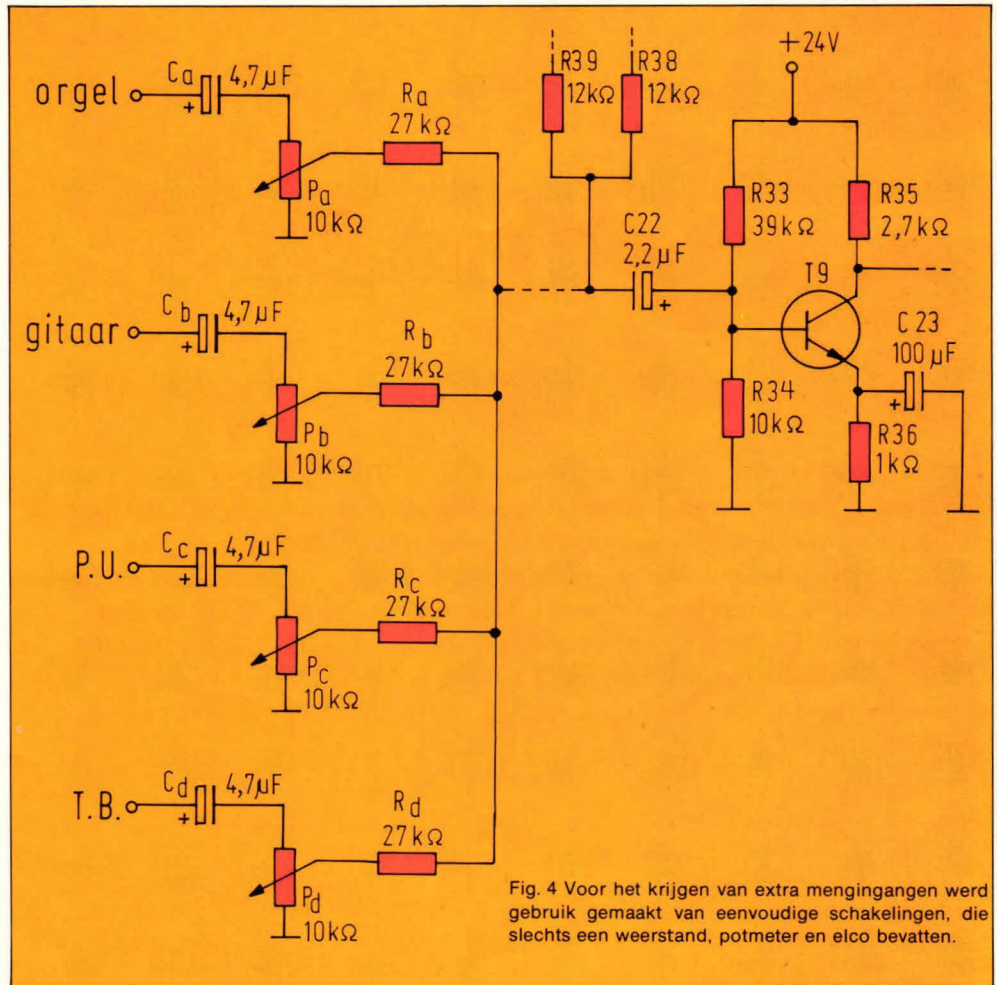 orgel
Ca
4,7µF
+
Pa
10kΩ
Ra
27kΩ
gitaar
Cb
4,7µF
+
Pb
10kΩ
Rb
27kΩ
P.U.
Cc
4,7µF
+
Pc
10kΩ
Rc
27kΩ
T.B.
Cd
4,7µF
+
Pd
10kΩ
Rd
27kΩ
R39
12kΩ
R38
12kΩ
+24V
R33
39kΩ
R35
2,7kΩ
C22
2,2µF
+
T9
C 23
100µF
+
R34
10kΩ
R36
1kΩ
Fig. 4 Voor het krijgen van extra mengingangen werd
gebruik gemaakt van eenvoudige schakelingen, die
slechts een weerstand, potmeter en elco bevatten.